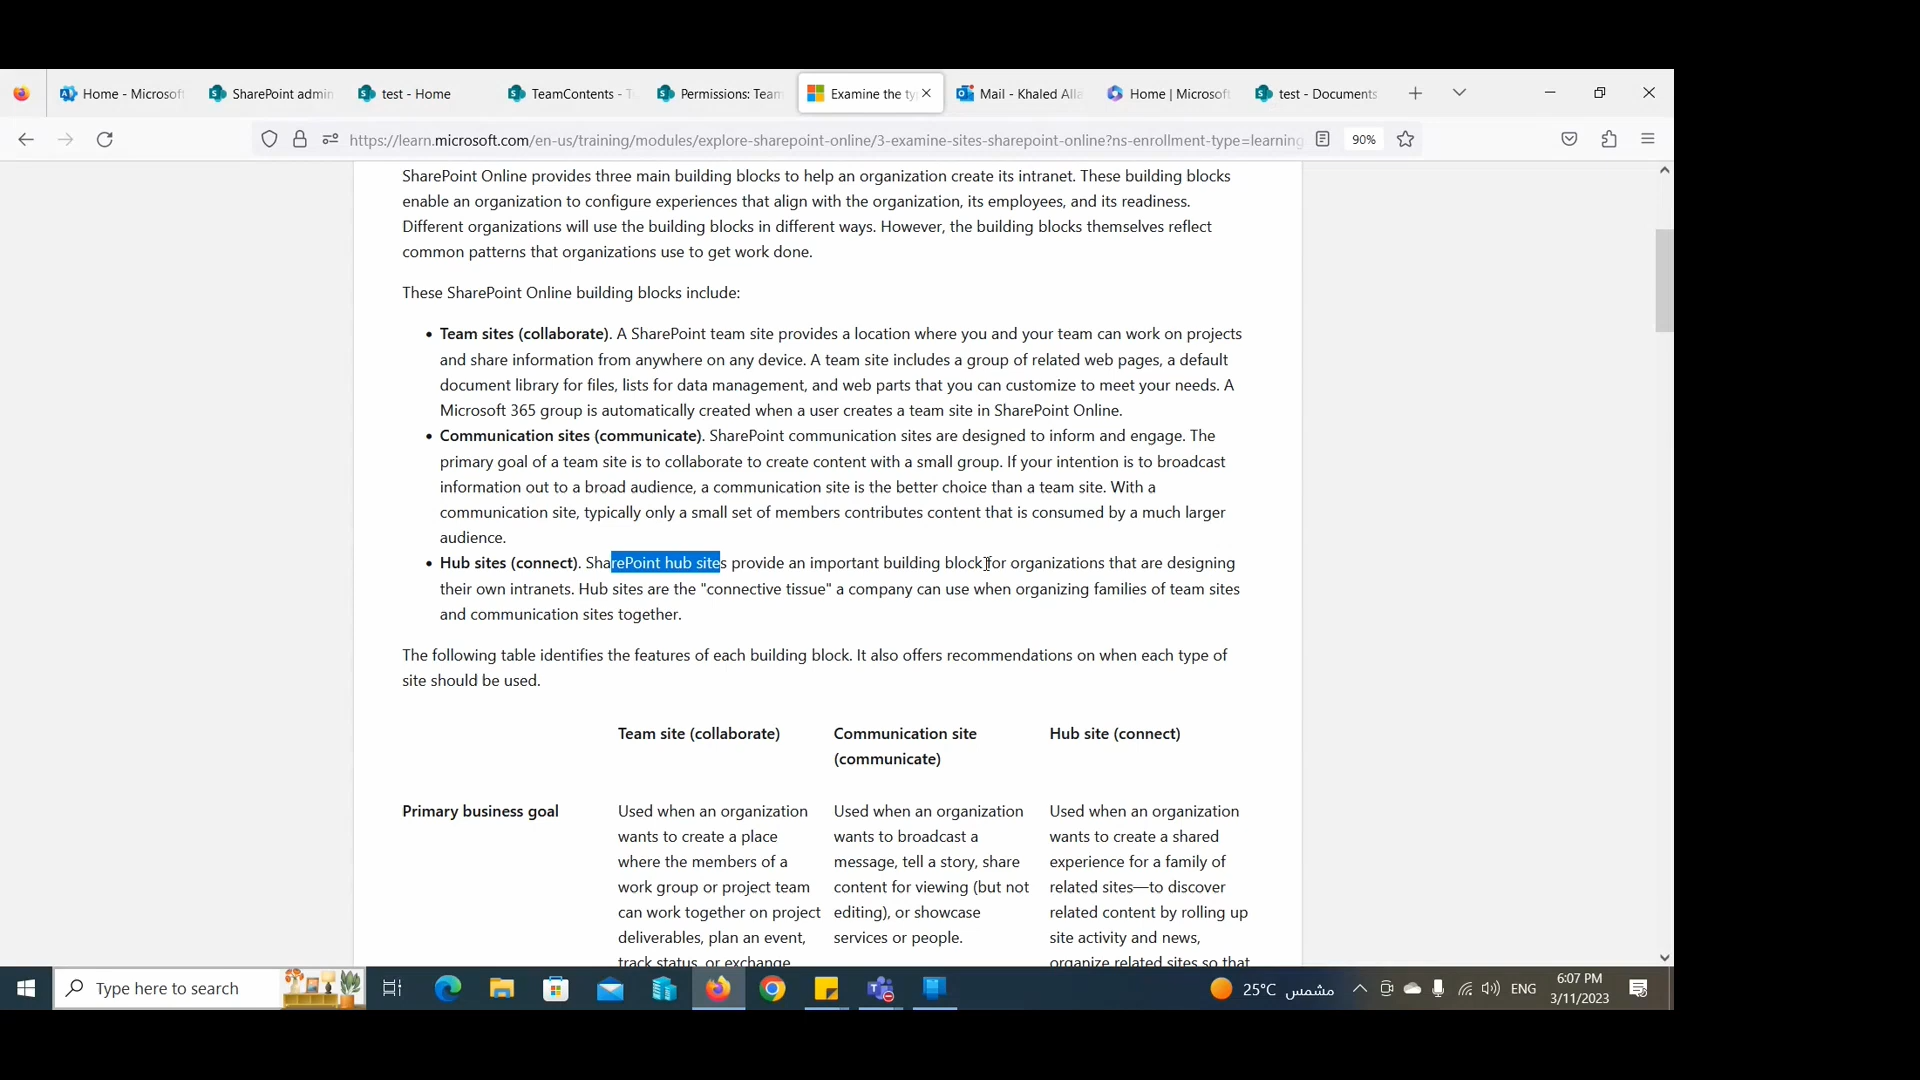 Home - Microsoft
SharePoint admin
test - Home
TeamContents - T
Permissions: Team
Examine the ty
Mail - Khaled Alla
Home | Microsoft
test - Documents
https://learn.microsoft.com/en-us/training/modules/explore-sharepoint-online/3-examine-sites-sharepoint-online?ns-enrollment-type=learning
90%
SharePoint Online provides three main building blocks to help an organization create its intranet. These building blocks
enable an organization to configure experiences that align with the organization, its employees, and its readiness.
Different organizations will use the building blocks in different ways. However, the building blocks themselves reflect
common patterns that organizations use to get work done.
These SharePoint Online building blocks include:
• Team sites (collaborate). A SharePoint team site provides a location where you and your team can work on projects
and share information from anywhere on any device. A team site includes a group of related web pages, a default
document library for files, lists for data management, and web parts that you can customize to meet your needs. A
Microsoft 365 group is automatically created when a user creates a team site in SharePoint Online.
• Communication sites (communicate). SharePoint communication sites are designed to inform and engage. The
primary goal of a team site is to collaborate to create content with a small group. If your intention is to broadcast
information out to a broad audience, a communication site is the better choice than a team site. With a
communication site, typically only a small set of members contributes content that is consumed by a much larger
audience.
• Hub sites (connect). SharePoint hub sites provide an important building block for organizations that are designing
their own intranets. Hub sites are the "connective tissue" a company can use when organizing families of team sites
and communication sites together.
The following table identifies the features of each building block. It also offers recommendations on when each type of
site should be used.
Team site (collaborate)
Communication site
(communicate)
Hub site (connect)
Primary business goal
Used when an organization
wants to create a place
where the members of a
work group or project team
can work together on project
deliverables, plan an event,
track status, or exchange
Used when an organization
wants to broadcast a
message, tell a story, share
content for viewing (but not
editing), or showcase
services or people.
Used when an organization
wants to create a shared
experience for a family of
related sites—to discover
related content by rolling up
site activity and news,
organize related sites so that
Type here to search
25°C مشمس
ENG
6:07 PM
3/11/2023